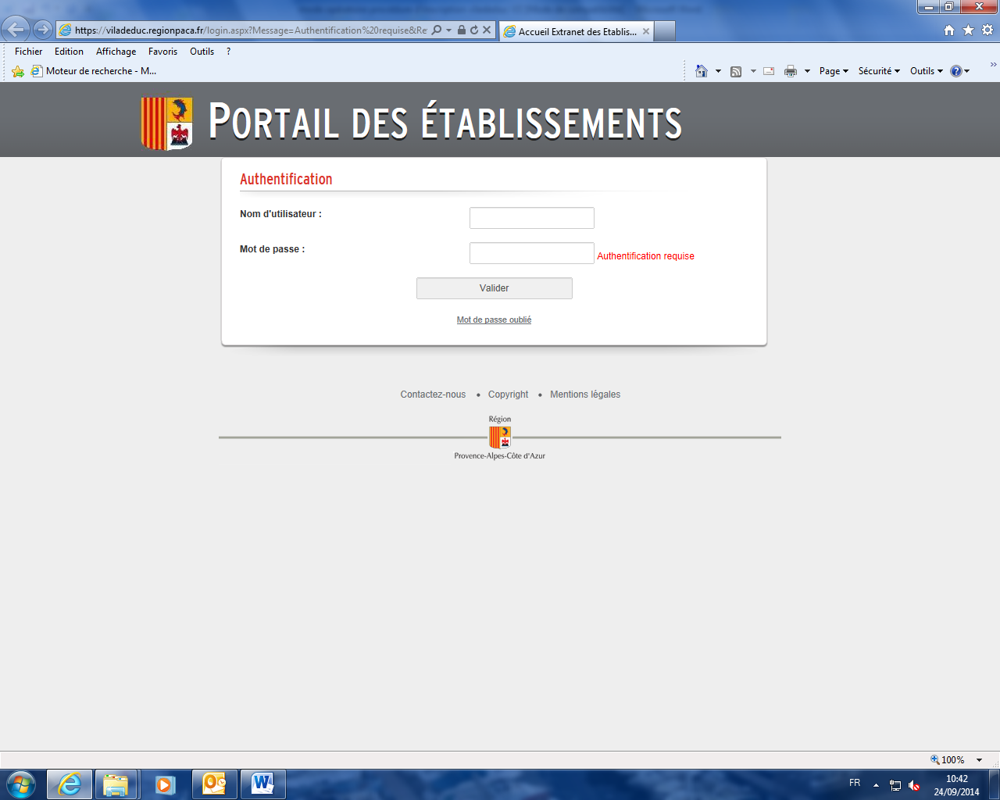 https://viladeduc.regionpaca.fr/login.aspx?Message=Authentification%20requise&Re
Accueil Extranet des Etablis...
Fichier Edition Affichage Favoris Outils ?
Moteur de recherche - M...
Page Sécurité Outils
PORTAIL DES ÉTABLISSEMENTS
Authentification
Nom d'utilisateur :
Mot de passe :
Authentification requise
Valider
Mot de passe oublié
Contactez-nous • Copyright • Mentions légales
Région
Provence-Alpes-Côte d'Azur
100%
FR
10:42
24/09/2014